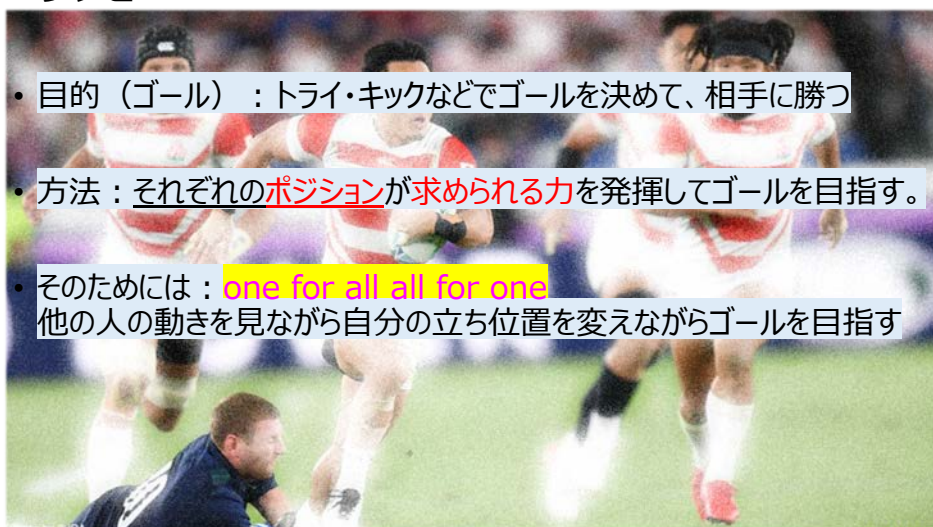 ・目的（ゴール）：トライ・キックなどでゴールを決めて、相手に勝つ
・方法：それぞれのポジションが求められる力を発揮してゴールを目指す。
・そのためには：one for all all for one
他の人の動きを見ながら自分の立ち位置を変えながらゴールを目指す